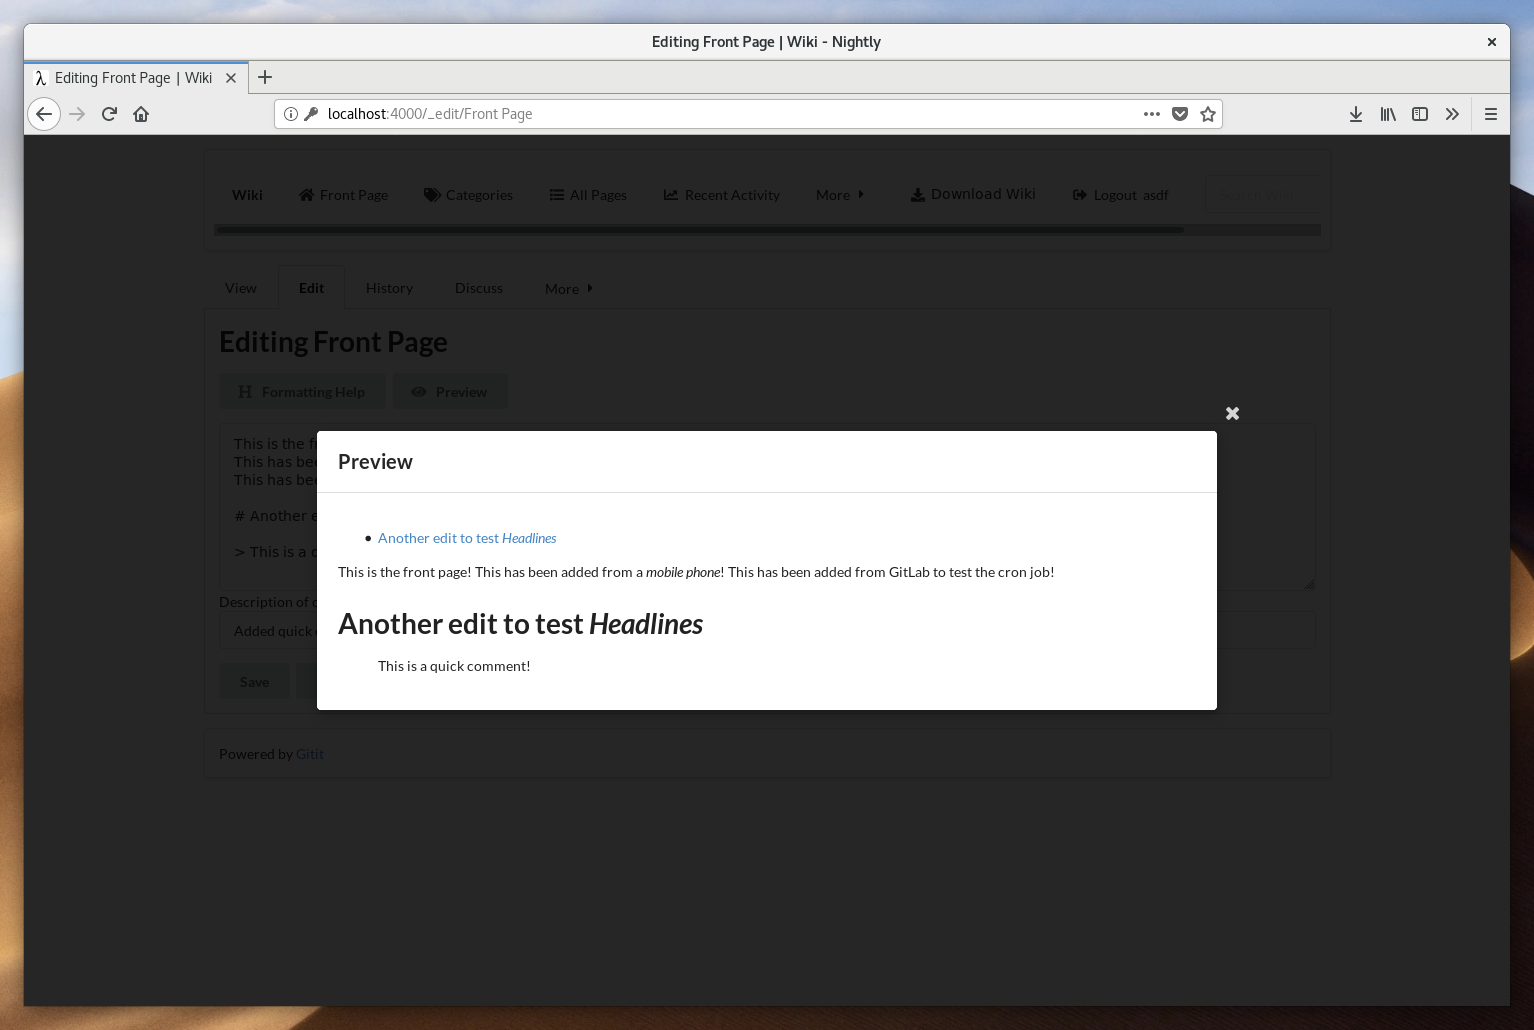 Editing Front Page | Wiki - Nightly
Editing Front Page | Wiki
localhost:4000/_edit/Front Page
Wiki Front Page Categories All Pages Recent Activity More Download Wiki Logout asdf Search Wiki
View Edit History Discuss More
Editing Front Page
Formatting Help Preview
This is the
This has
This has
# Another
> This is a
Preview
• Another edit to test Headlines
This is the front page! This has been added from a mobile phone! This has been added from GitLab to test the cron job!
Another edit to test Headlines
This is a quick comment!
Description of
Added quick
Save
Powered by Gitit